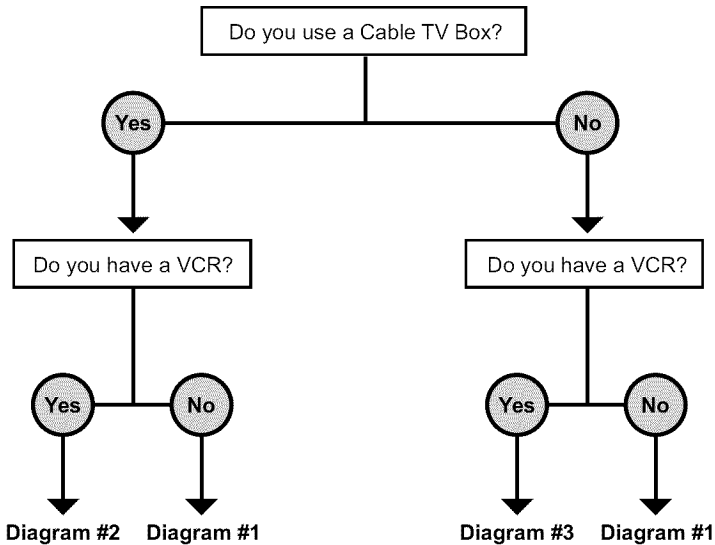 Do you use a Cable TV Box?
Yes
No
Do you have a VCR?
Do you have a VCR?
Yes
No
Yes
No
Diagram #2
Diagram #1
Diagram #3
Diagram #1